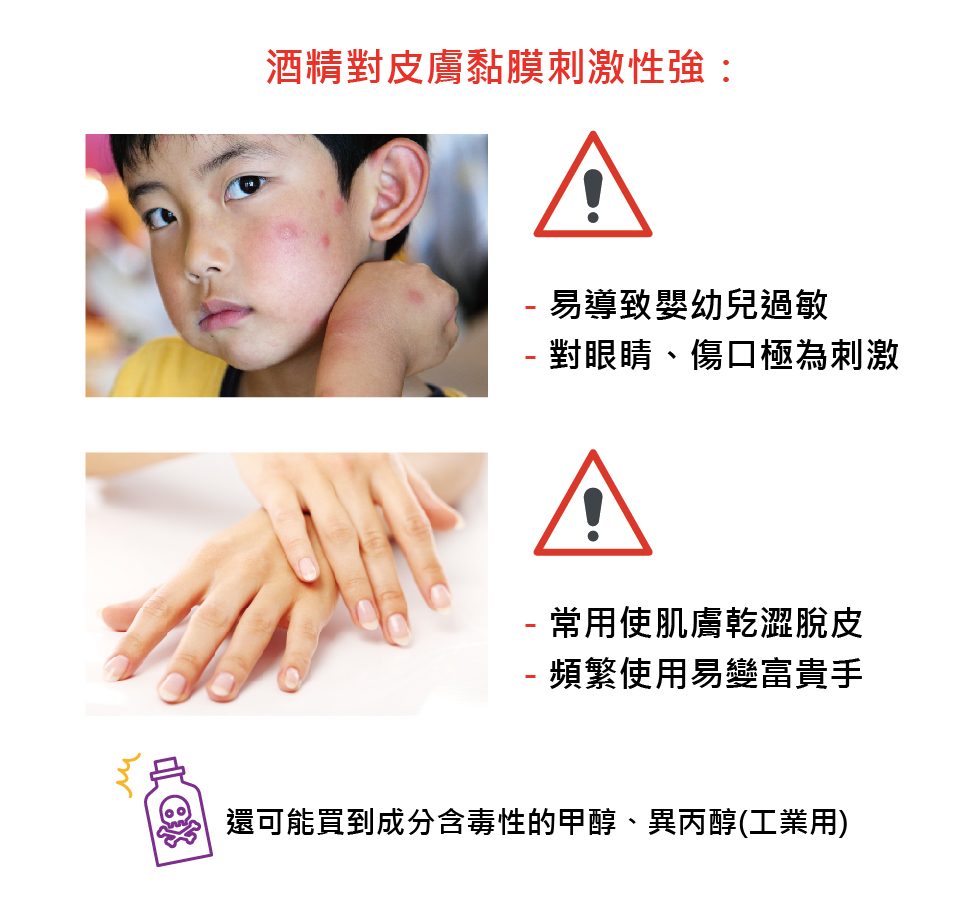 酒精對皮膚黏膜刺激性強：
- 易導致嬰幼兒過敏
- 對眼睛、傷口極為刺激
- 常用使肌膚乾澀脫皮
- 頻繁使用易變富貴手
還可能買到成分含毒性的甲醇、異丙醇(工業用)